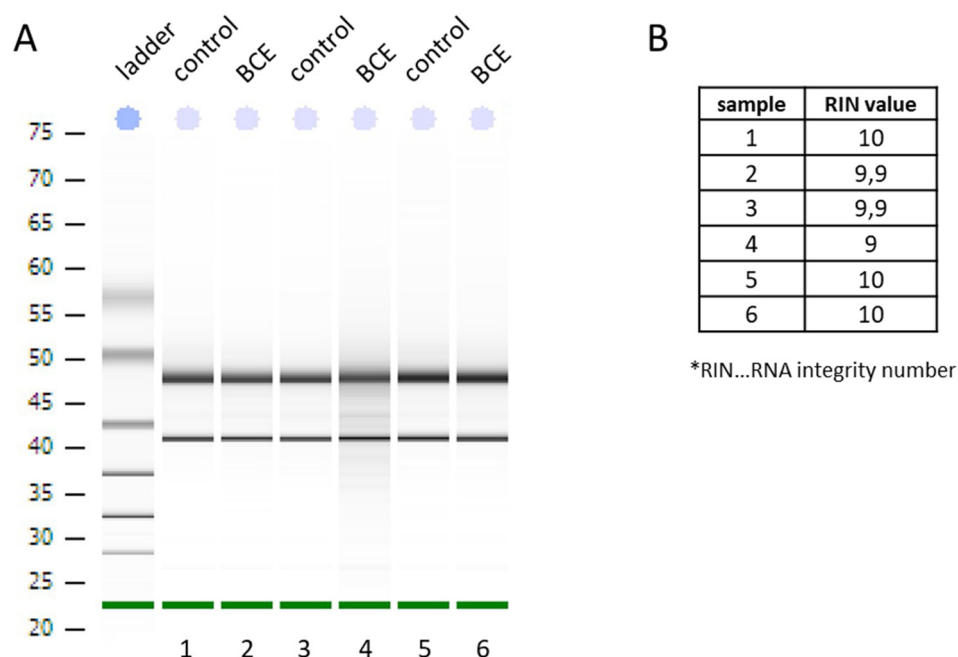 A
ladder
control
BCE
control
BCE
control
BCE
75
70
65
60
55
50
45
40
35
30
25
20
1 2 3 4 5 6
B
sample RIN value
1 10
2 9,9
3 9,9
4 9
5 10
6 10
*RIN...RNA integrity number